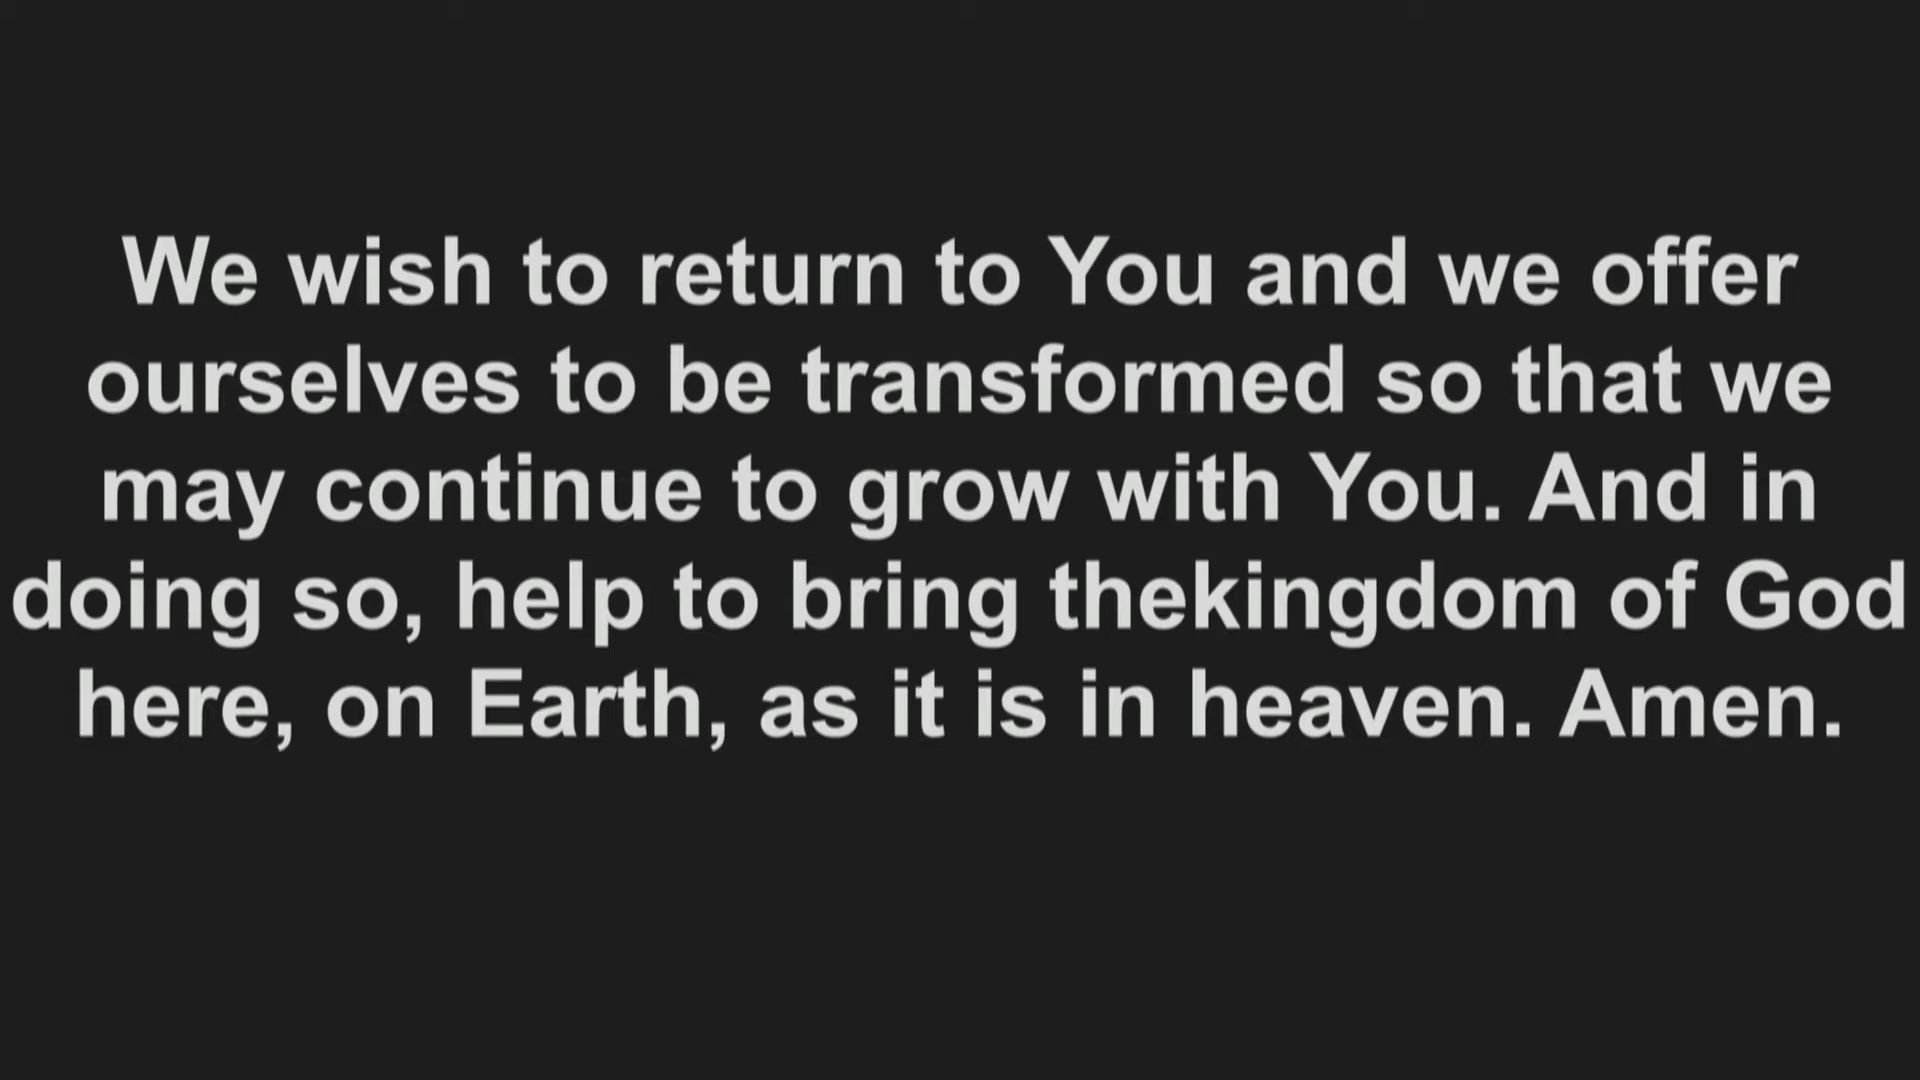 We wish to return to You and we offer
ourselves to be transformed so that we
may continue to grow with You. And in
doing so, help to bring thekingdom of God
here, on Earth, as it is in heaven. Amen.